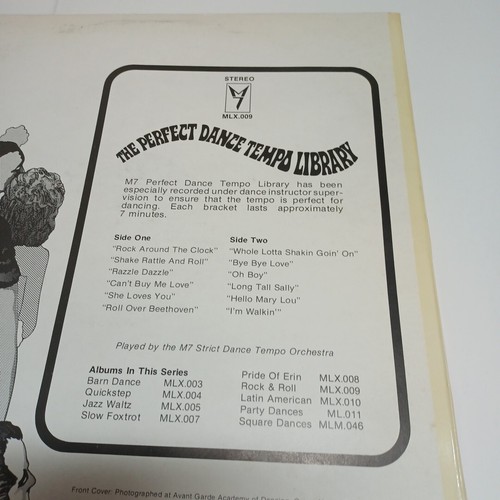 STEREO
M7
MLX.009
THE PERFECT DANCE TEMPO LIBRARY
M7 Perfect Dance Tempo Library has been
especially recorded under dance instructor super-
vision to ensure that the tempo is perfect for
dancing. Each bracket lasts approximately
7 minutes.
Side One
"Rock Around The Clock"
"Shake Rattle And Roll"
"Razzle Dazzle"
"Can't Buy Me Love"
"She Loves You"
"Roll Over Beethoven"
Side Two
"Whole Lotta Shakin Goin' On"
"Bye Bye Love"
"Oh Boy"
"Long Tall Sally"
"Hello Mary Lou"
"I'm Walkin'"
Played by the M7 Strict Dance Tempo Orchestra
Albums In This Series
Barn Dance MLX.003
Quickstep MLX.004
Jazz Waltz MLX.005
Slow Foxtrot MLX.007
Pride Of Erin MLX.008
Rock & Roll MLX.009
Latin American MLX.010
Party Dances ML.011
Square Dances MLM.046
Front Cover: Photographed at Avant Garde Academy of